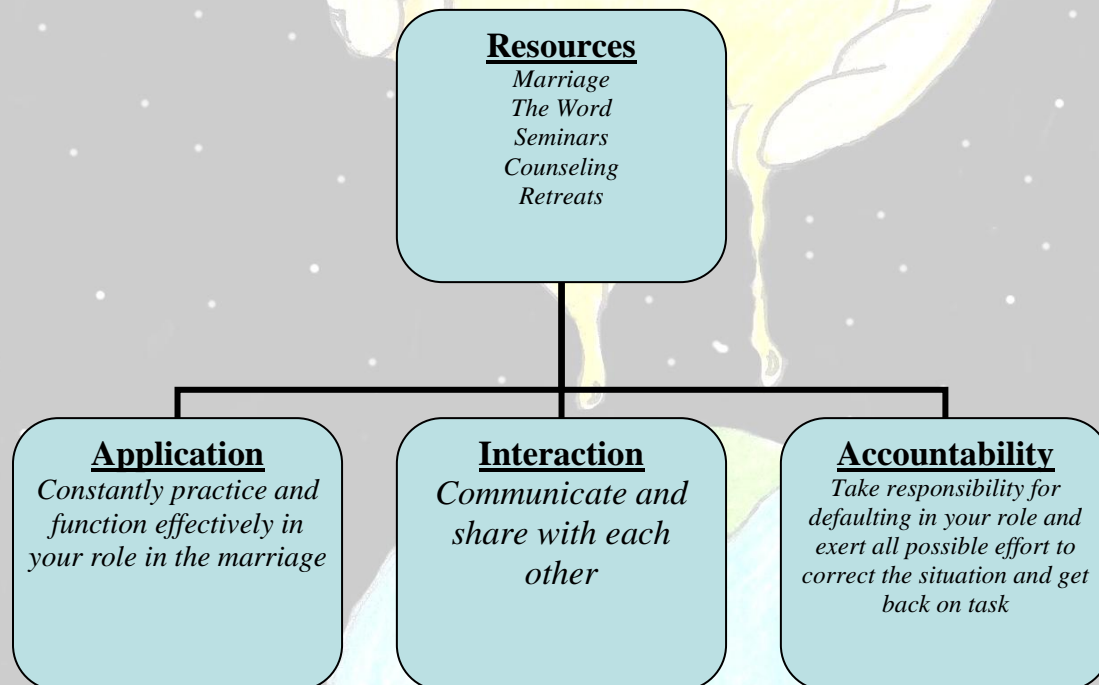 Resources
Marriage
The Word
Seminars
Counseling
Retreats
Application
Constantly practice and
function effectively in
your role in the marriage
Interaction
Communicate and
share with each
other
Accountability
Take responsibility for
defaulting in your role and
exert all possible effort to
correct the situation and get
back on task